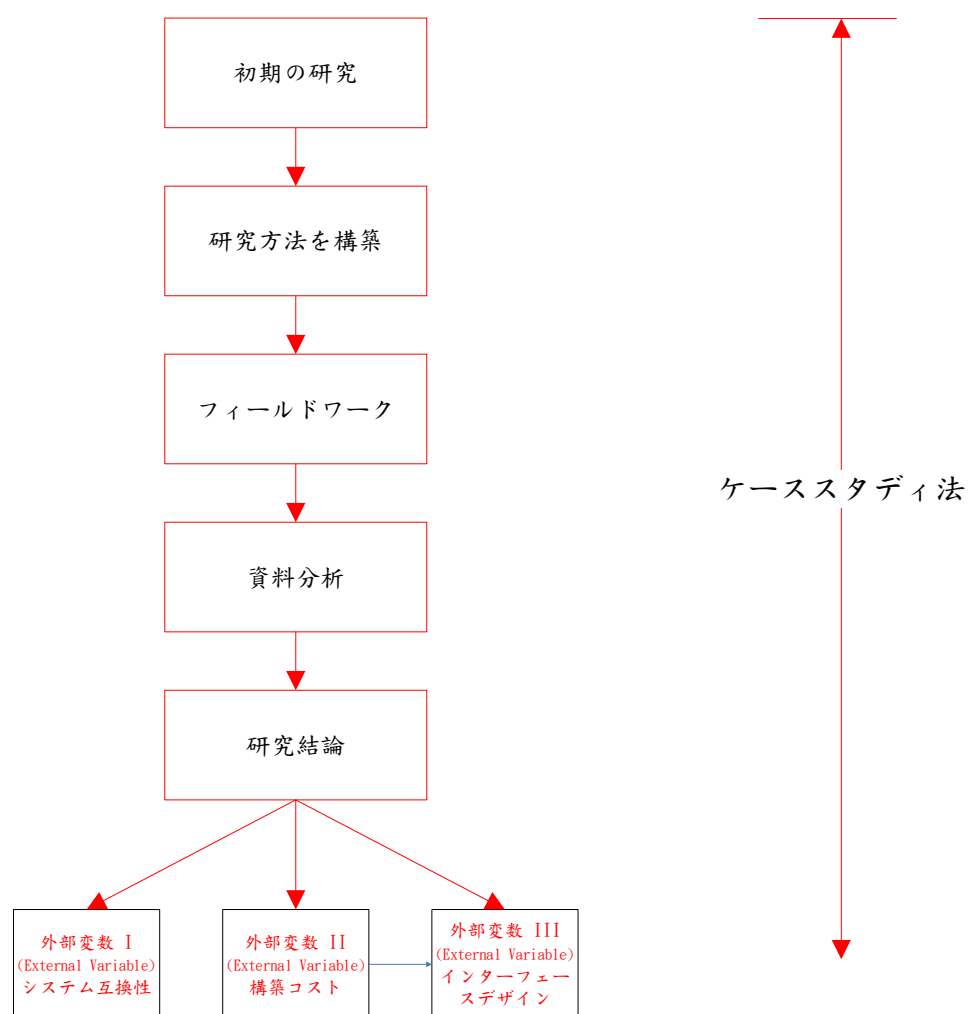 初期の研究
研究方法を構築
フィールドワーク
ケーススタディ法
資料分析
研究結論
外部変数 I
(External Variable)
システム互換性
外部変数 II
(External Variable)
構築コスト
外部変数 III
(External Variable)
インターフェー
スデザイン